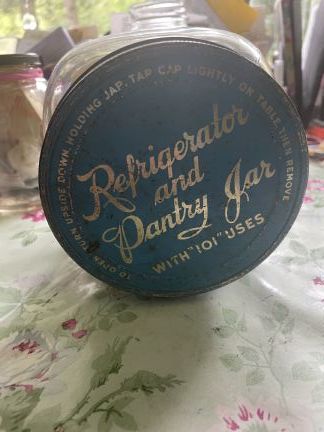 TO OPEN TURN UPSIDE DOWN HOLDING JAR, TAP CAP LIGHTLY ON TABLE THEN REMOVE
Refrigerator
and
Pantry Jar
WITH "101" USES